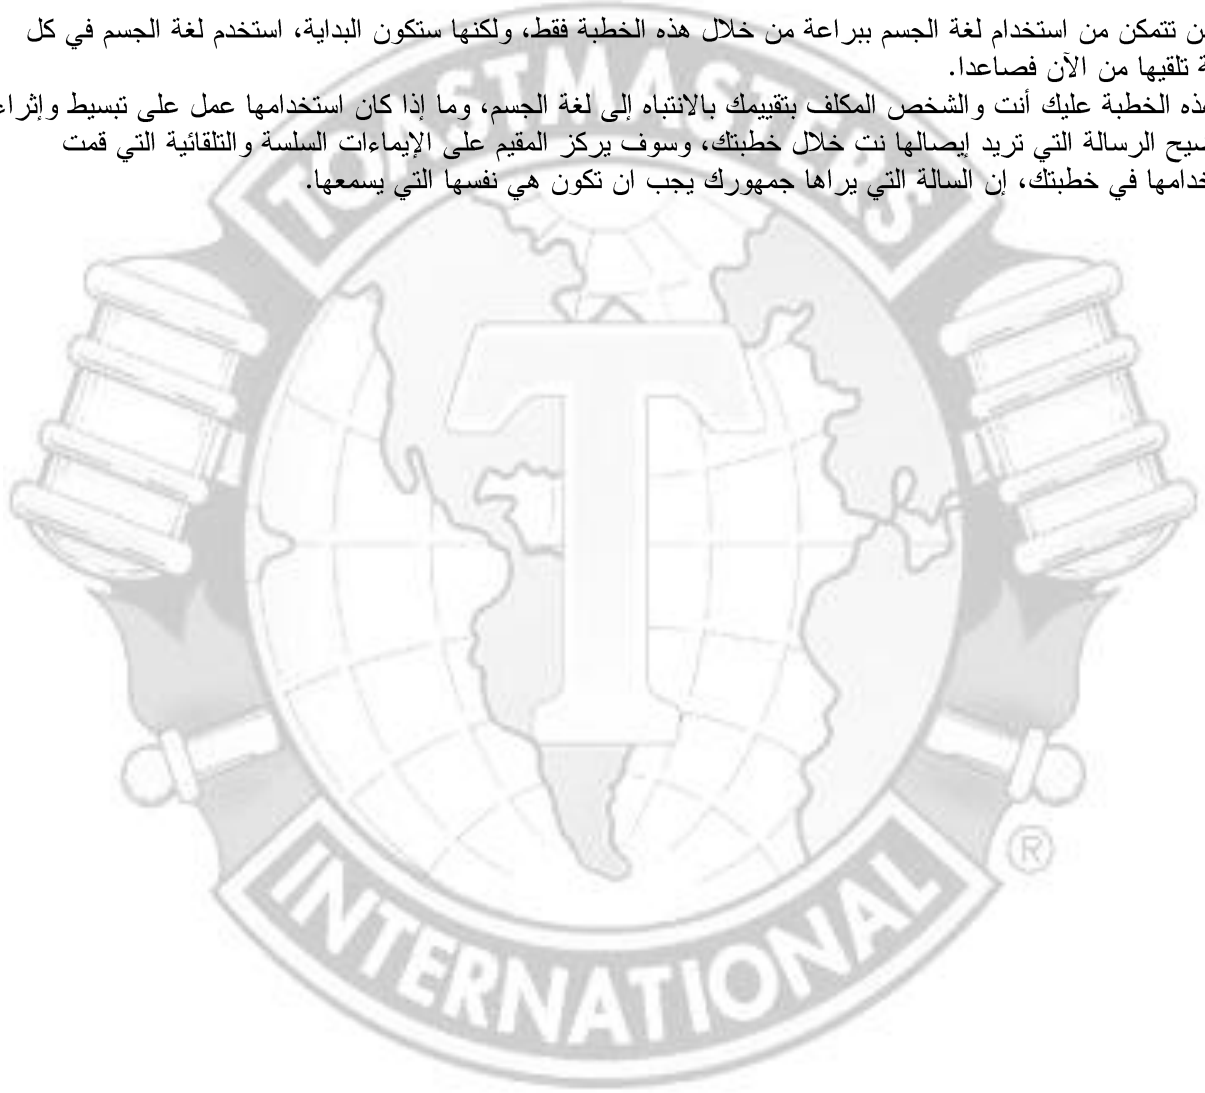 تتمكن من استخدام لغة الجسم ببراعة من خلال هذه الخطبة فقط، ولكنها ستكون البداية، استخدم لغة الجسم في كل
تلقيها من الآن فصاعدا.
الخطبة عليك أنت والشخص المكلف بتقييمك بالانتباه إلى لغة الجسم، وما إذا كان استخدامها عمل على تبسيط وإثراء
الرسالة التي تريد إيصالها نت خلال خطبتك، وسوف يركز المقيم على الإيماءات السلسة والتلقائية التي قمت
في خطبتك، إن السالة التي يراها جمهورك يجب ان تكون هي نفسها التي يسمعها.
TOASTMASTERS
T
INTERNATIONAL
®